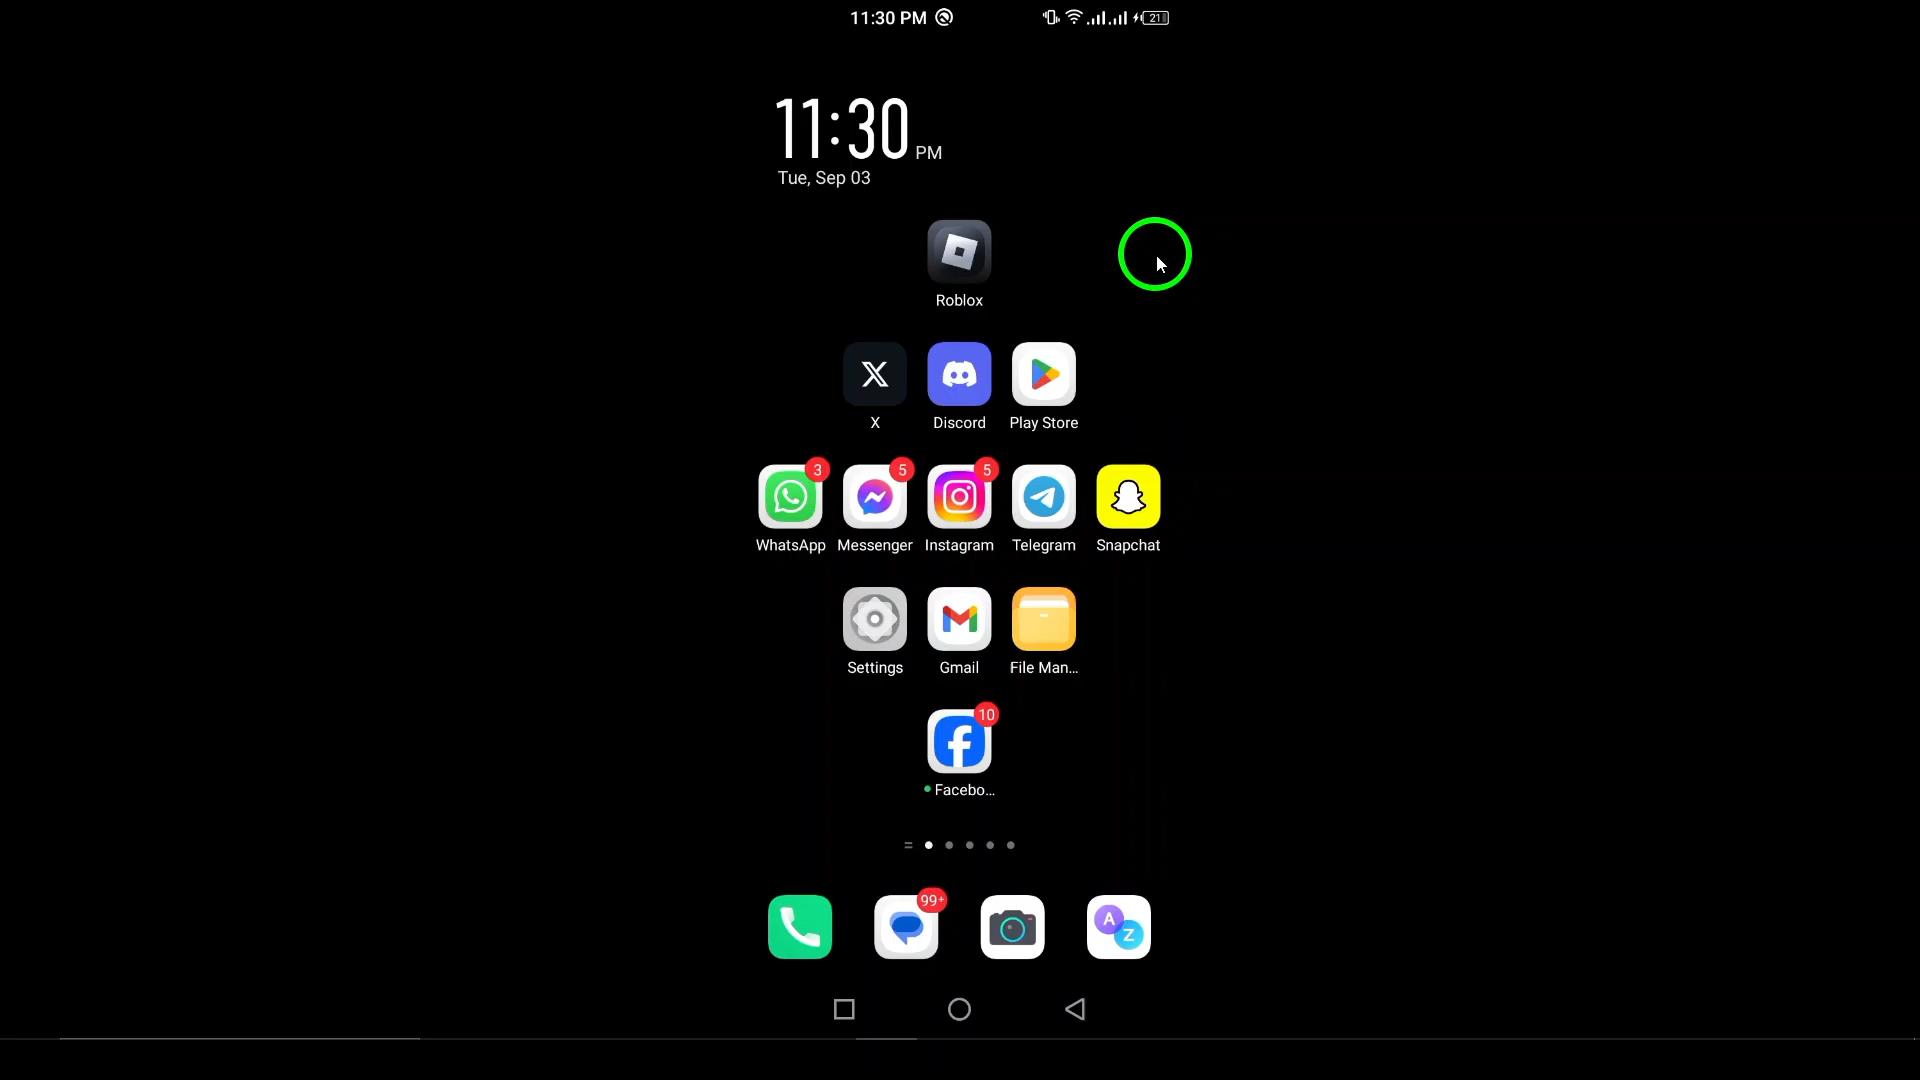 11:30 PM 21
11:30 PM
Tue, Sep 03
Roblox
X Discord Play Store
3 5 5
WhatsApp Messenger Instagram Telegram Snapchat
Settings Gmail File Man...
10
Facebo...
99+
A Z